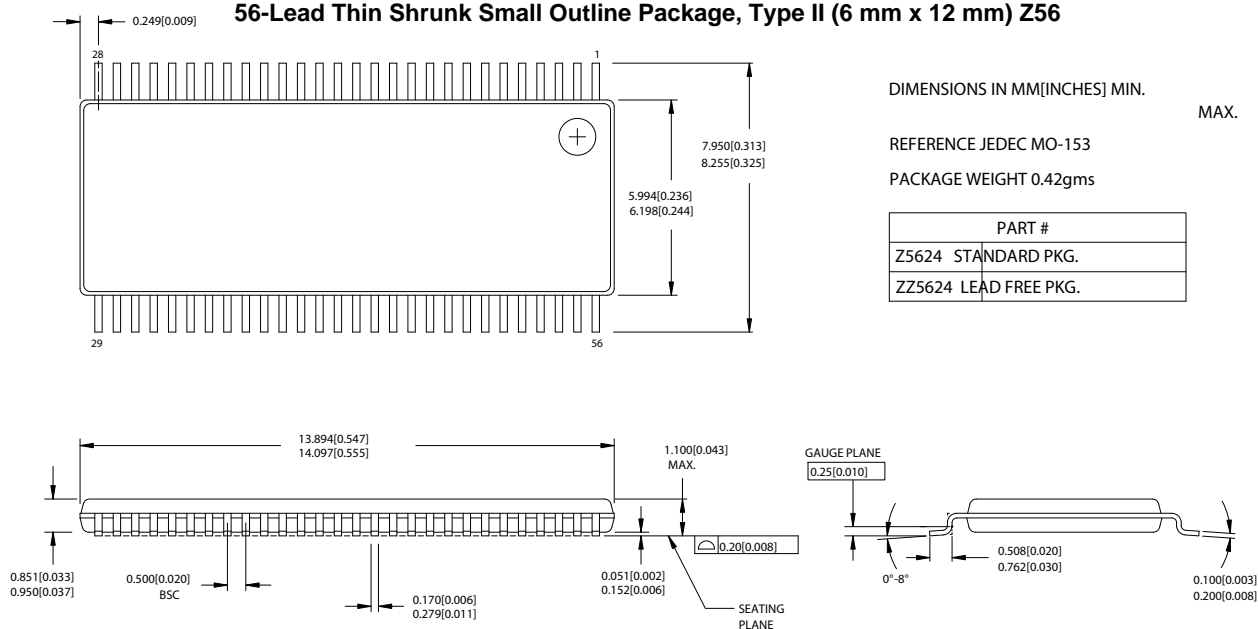 56-Lead Thin Shrunk Small Outline Package, Type II (6 mm x 12 mm) Z56
0.249[0.009]
28
1
DIMENSIONS IN MM[INCHES] MIN.
MAX.
REFERENCE JEDEC MO-153
PACKAGE WEIGHT 0.42gms
7.950[0.313]
8.255[0.325]
5.994[0.236]
6.198[0.244]
PART #
Z5624 STANDARD PKG.
ZZ5624 LEAD FREE PKG.
29
56
13.894[0.547]
14.097[0.555]
1.100[0.043]
MAX.
GAUGE PLANE
0.25[0.010]
0.20[0.008]
0.851[0.033]
0.950[0.037]
0.500[0.020]
BSC
0.170[0.006]
0.279[0.011]
0.051[0.002]
0.152[0.006]
SEATING
PLANE
0°-8°
0.508[0.020]
0.762[0.030]
0.100[0.003]
0.200[0.008]